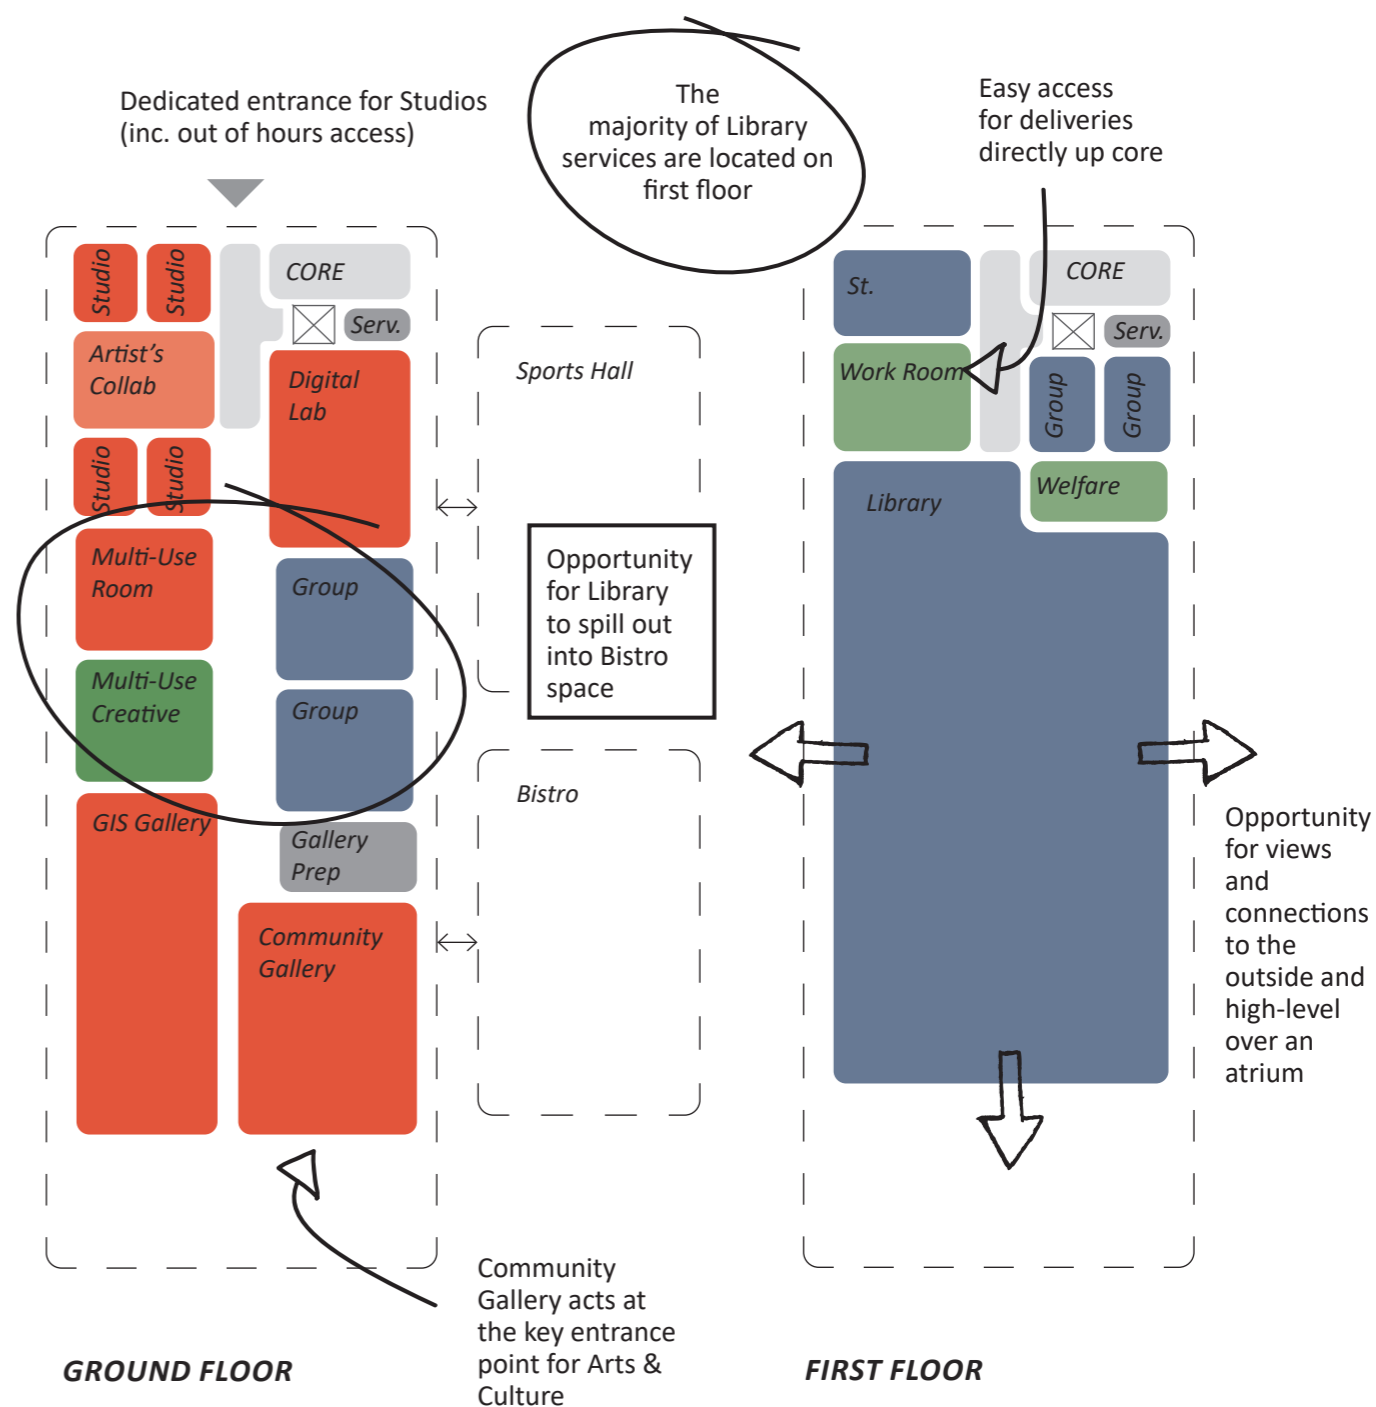 Dedicated entrance for Studios
(inc. out of hours access)
The
majority of Library
services are located on
first floor
Easy access
for deliveries
directly up core
Studio
Studio
CORE
Serv.
Artist's
Collab
Digital
Lab
Studio
Studio
Multi-Use
Room
Group
Multi-Use
Creative
Group
GIS Gallery
Gallery
Prep
Community
Gallery
Sports Hall
Opportunity
for Library
to spill out
into Bistro
space
Bistro
St.
CORE
Serv.
Work Room
Group
Group
Library
Welfare
Opportunity
for views
and
connections
to the
outside and
high-level
over an
atrium
Community
Gallery acts at
the key entrance
point for Arts &
Culture
GROUND FLOOR
FIRST FLOOR